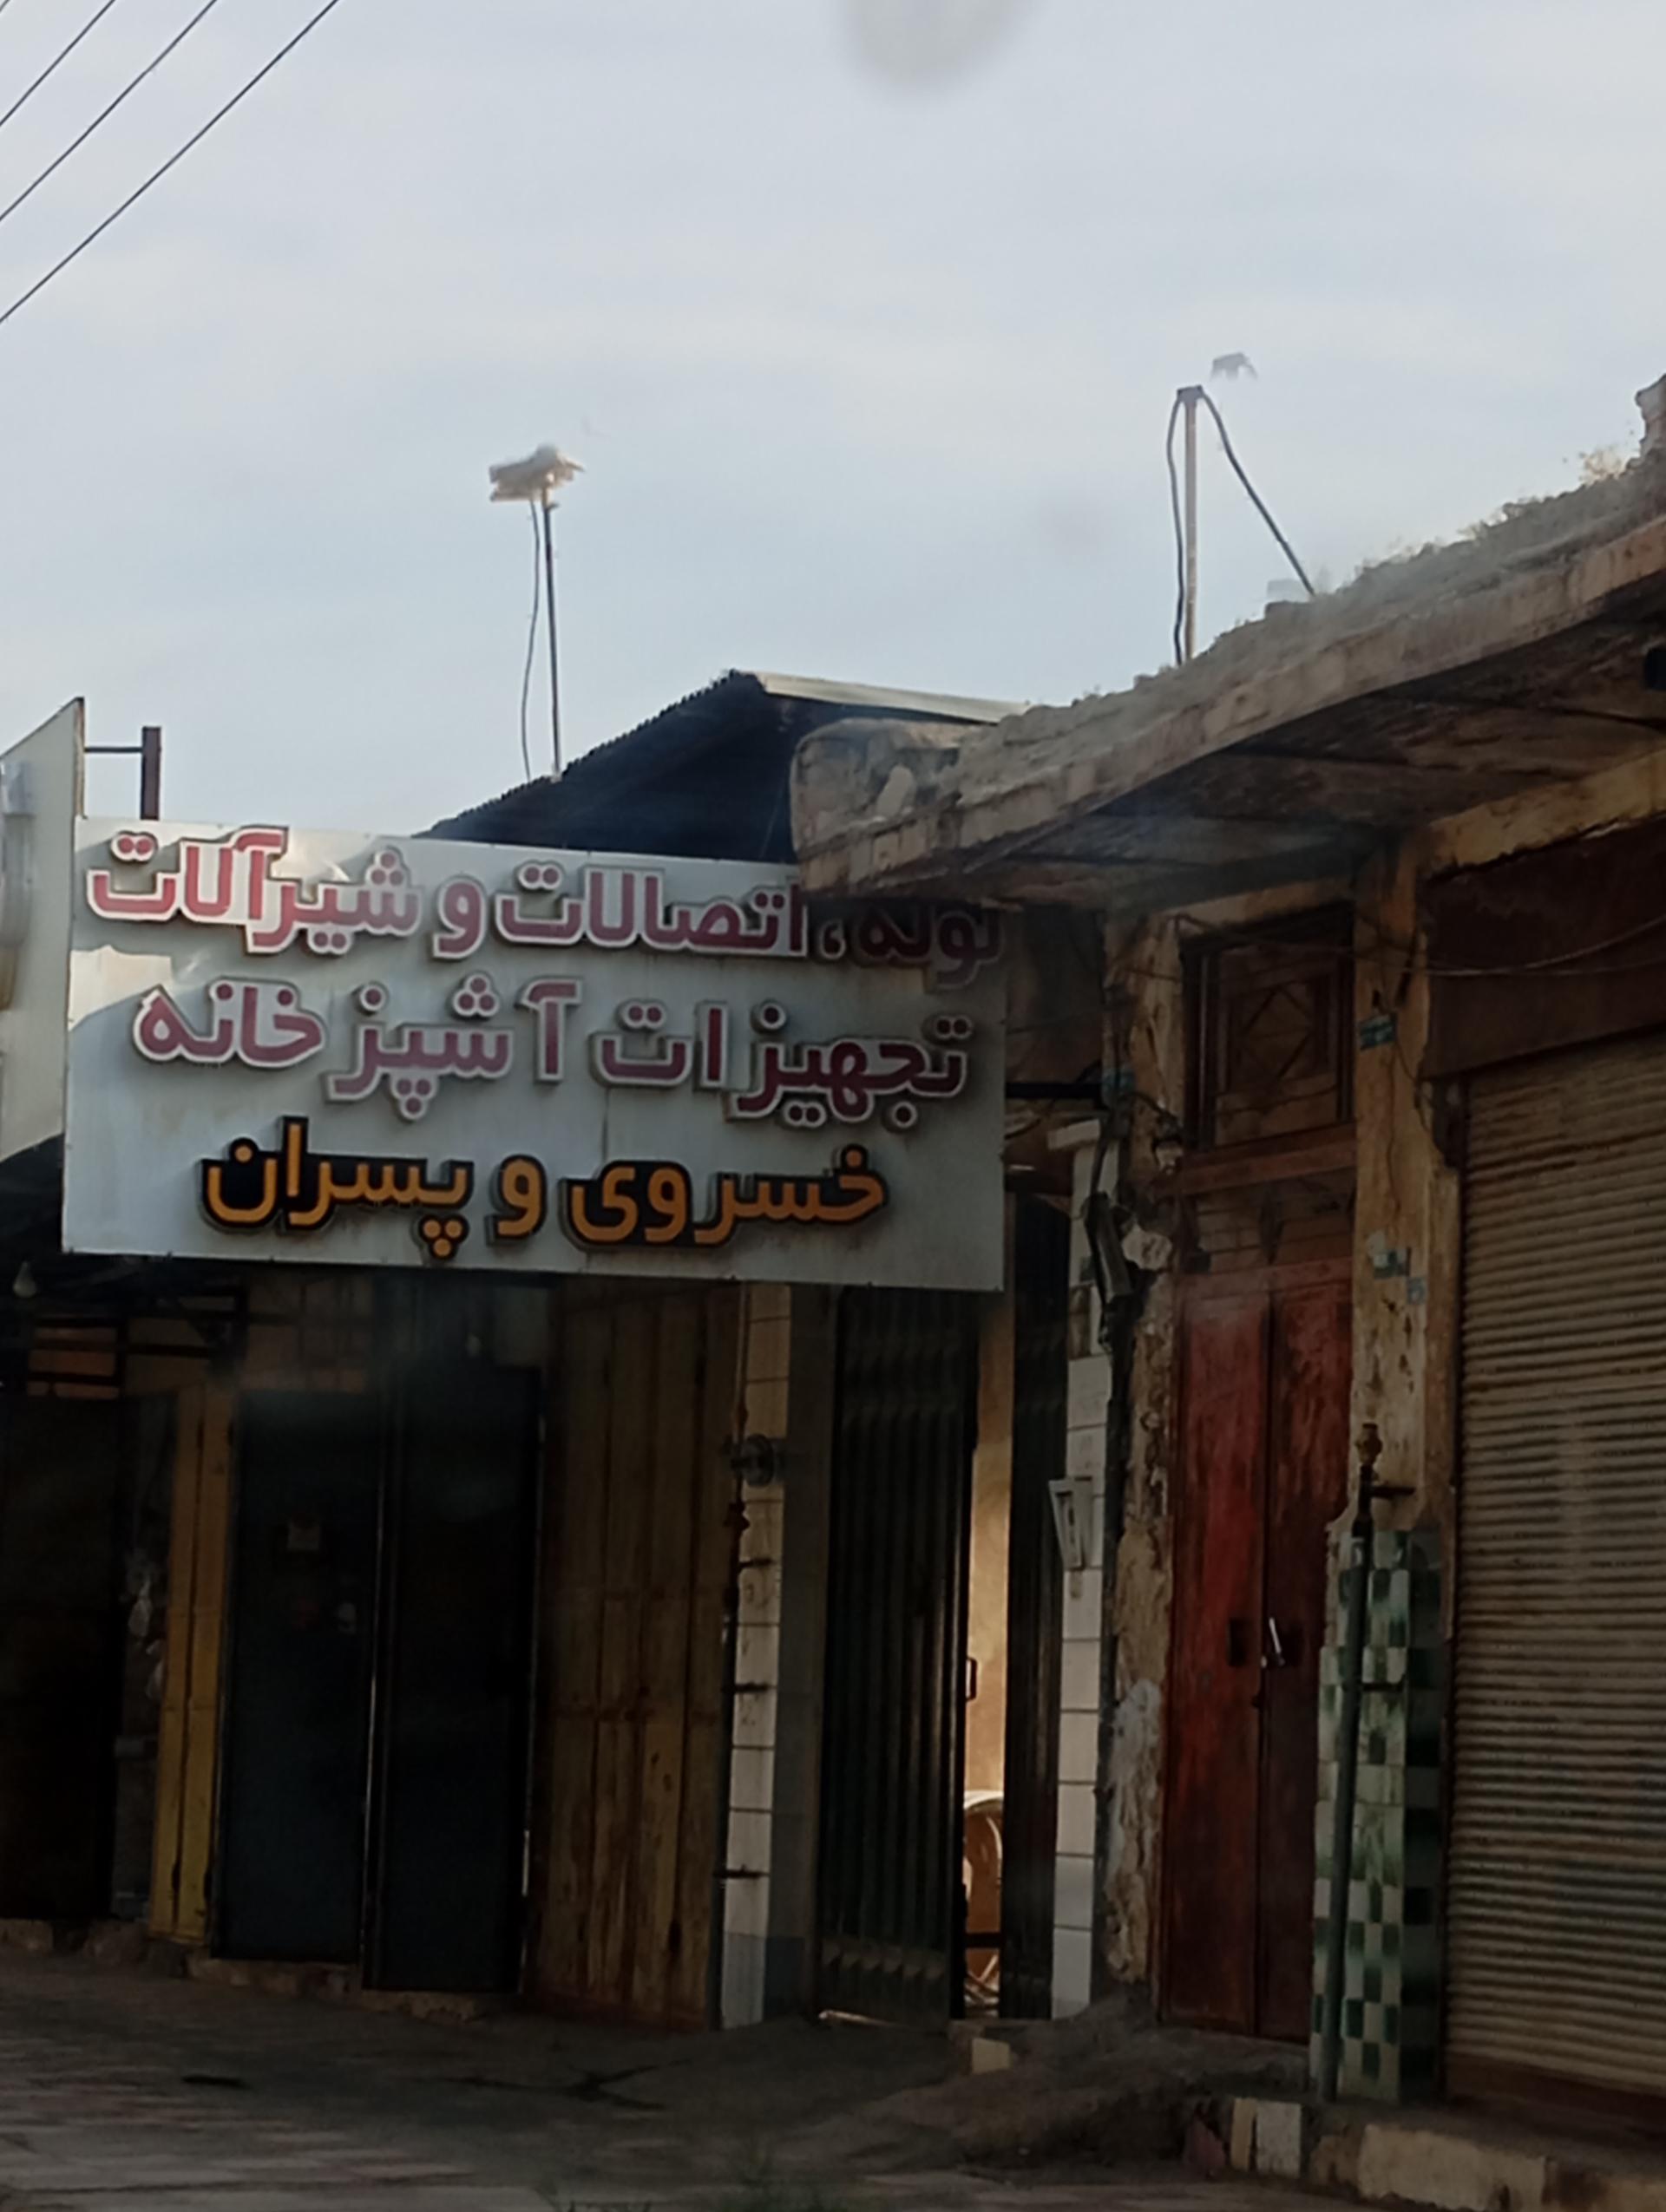 لوله ، اتصالات و شیرآلات
تجهیزات آشپزخانه
خسروی و پسران